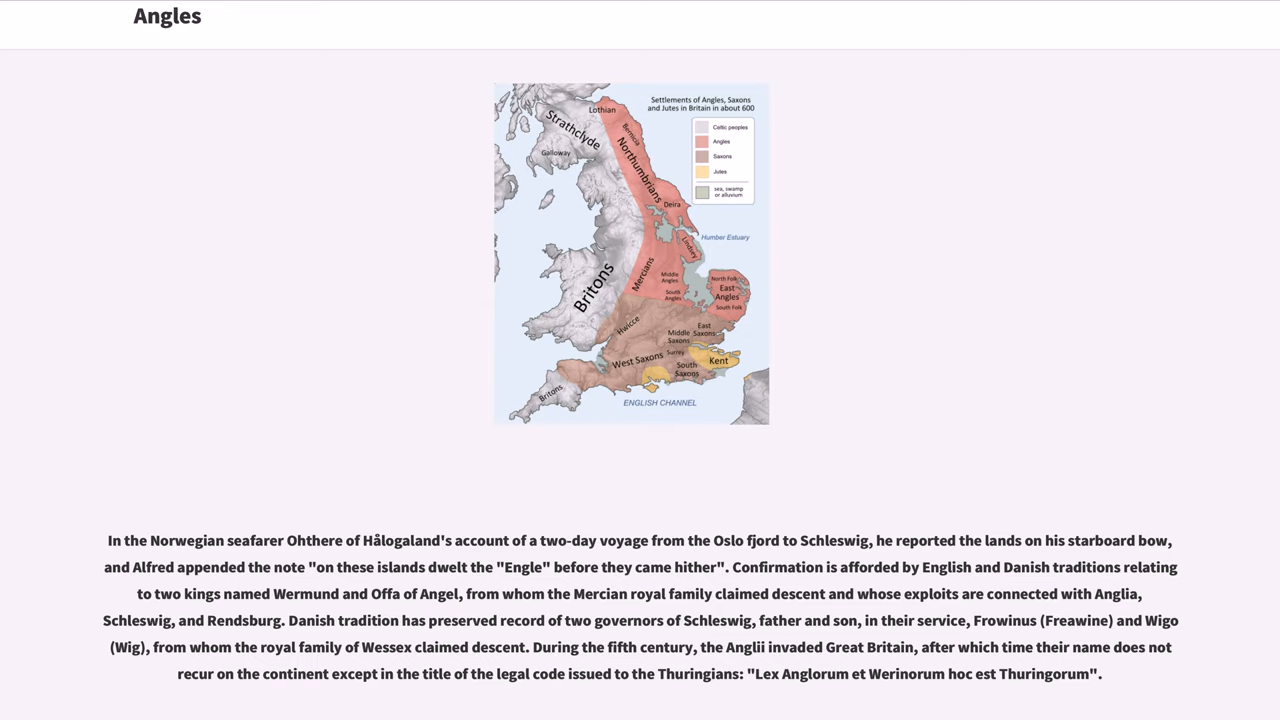 Angles
Settlements of Angles, Saxons
and Jutes in Britain in about 600
Celtic peoples
Angles
Saxons
Jutes
sea, swamp
or alluvium
Lothian
Strathclyde
Bernicia
Galloway
Northumbrians
Deira
Humber Estuary
Lindsey
Britons
Mercians
Middle
Angles
South
Angles
North Folk
East
Angles
South Folk
Hwicce
Middle
Saxons
East
Saxons
West Saxons
Surrey
South
Saxons
Kent
Britons
ENGLISH CHANNEL
In the Norwegian seafarer Ohthere of Hålogaland's account of a two-day voyage from the Oslo fjord to Schleswig, he reported the lands on his starboard bow,
and Alfred appended the note "on these islands dwelt the "Engle" before they came hither". Confirmation is afforded by English and Danish traditions relating
to two kings named Wermund and Offa of Angel, from whom the Mercian royal family claimed descent and whose exploits are connected with Anglia,
Schleswig, and Rendsburg. Danish tradition has preserved record of two governors of Schleswig, father and son, in their service, Frowinus (Freawine) and Wigo
(Wig), from whom the royal family of Wessex claimed descent. During the fifth century, the Anglii invaded Great Britain, after which time their name does not
recur on the continent except in the title of the legal code issued to the Thuringians: "Lex Anglorum et Werinorum hoc est Thuringorum".